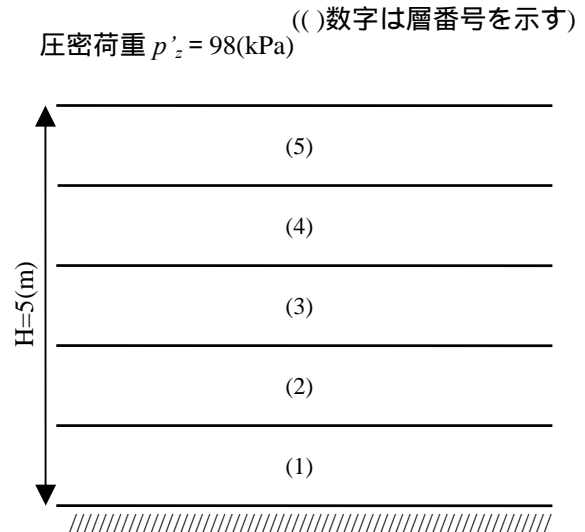 (( )数字は層番号を示す)
圧密荷重 p'z = 98(kPa)
(5)
(4)
(3)
H=5(m)
(2)
(1)